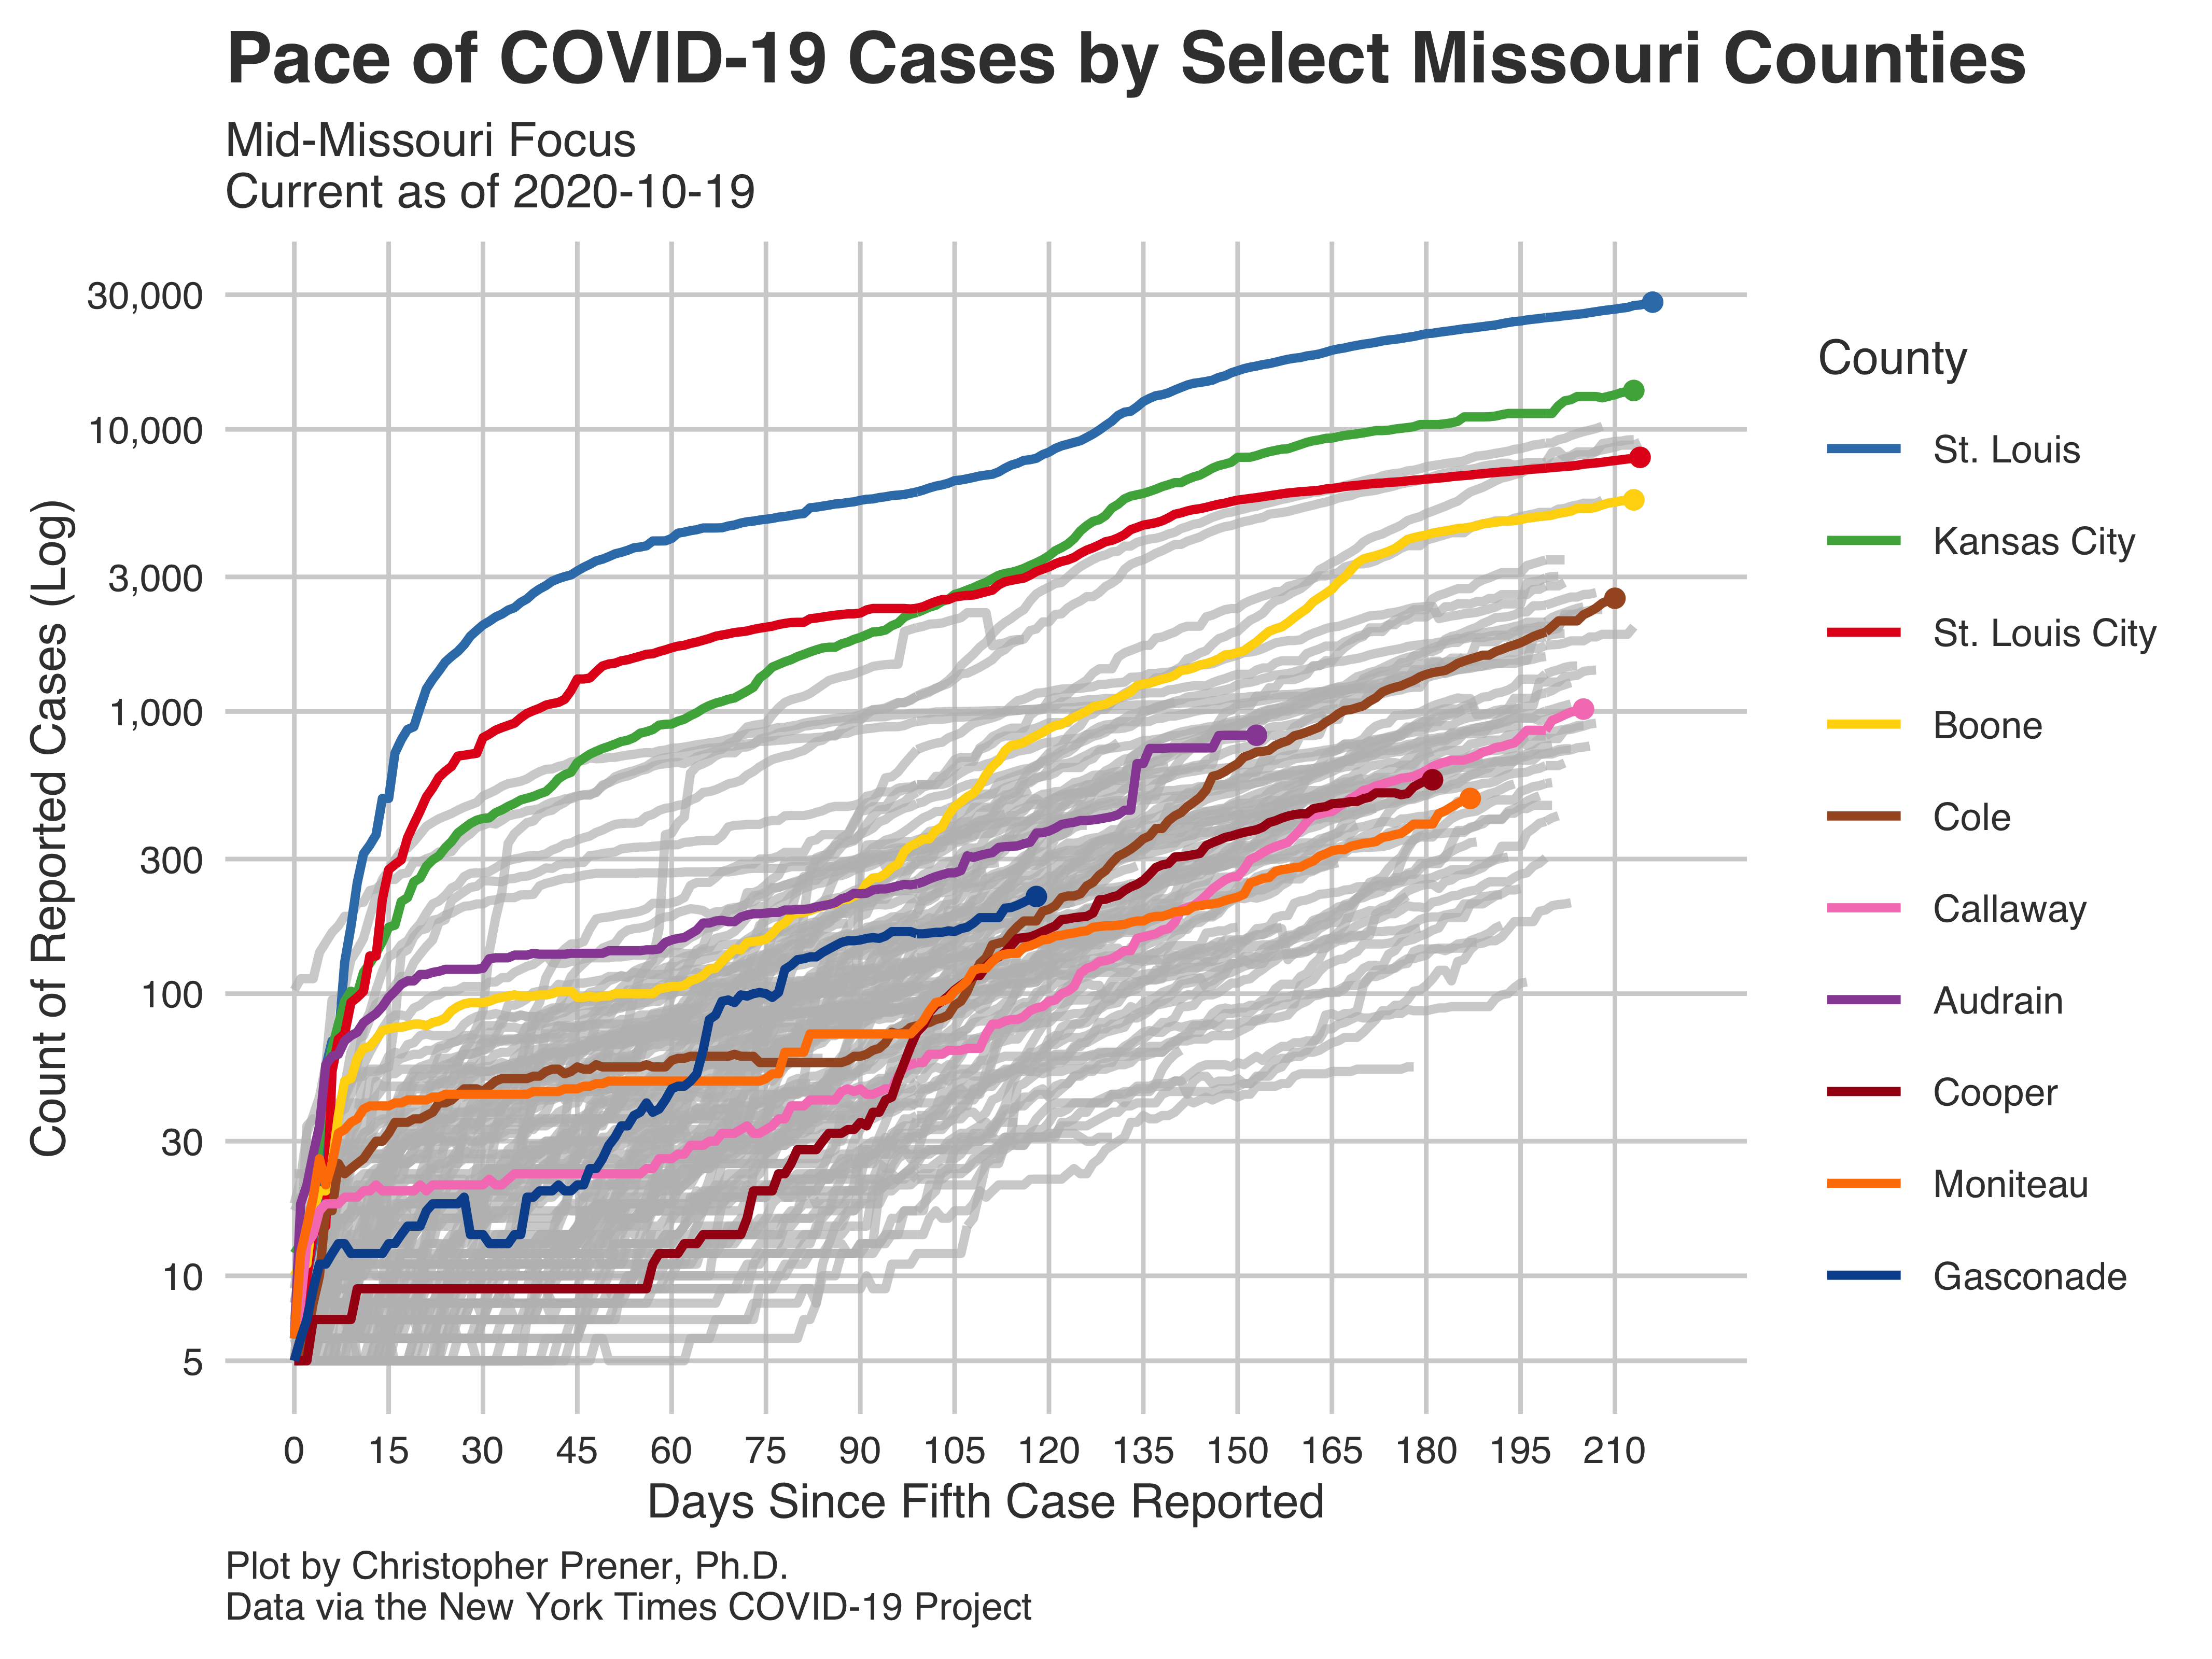 Pace of COVID-19 Cases by Select Missouri Counties
Mid-Missouri Focus
Current as of 2020-10-19
Count of Reported Cases (Log)
30,000
10,000
3,000
1,000
300
100
30
10
5
0 15 30 45 60 75 90 105 120 135 150 165 180 195 210
Days Since Fifth Case Reported
County
St. Louis
Kansas City
St. Louis City
Boone
Cole
Callaway
Audrain
Cooper
Moniteau
Gasconade
Plot by Christopher Prener, Ph.D.
Data via the New York Times COVID-19 Project